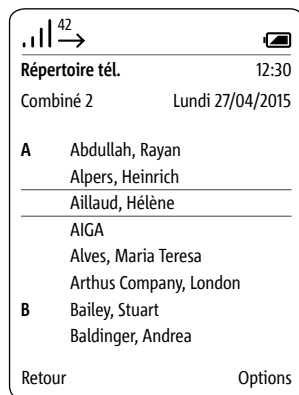 42
Répertoire tél. 12:30
Combiné 2 Lundi 27/04/2015
A Abdullah, Rayan
Alpers, Heinrich
Aillaud, Hélène
AIGA
Alves, Maria Teresa
Arthus Company, London
B Bailey, Stuart
Baldinger, Andrea
Retour Options